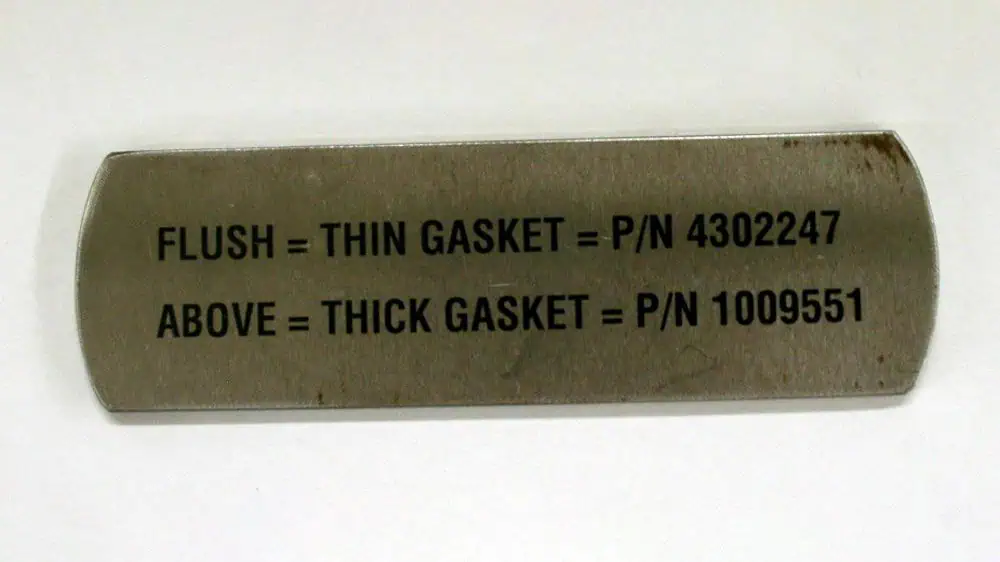 FLUSH = THIN GASKET = P/N 4302247
ABOVE = THICK GASKET = P/N 1009551